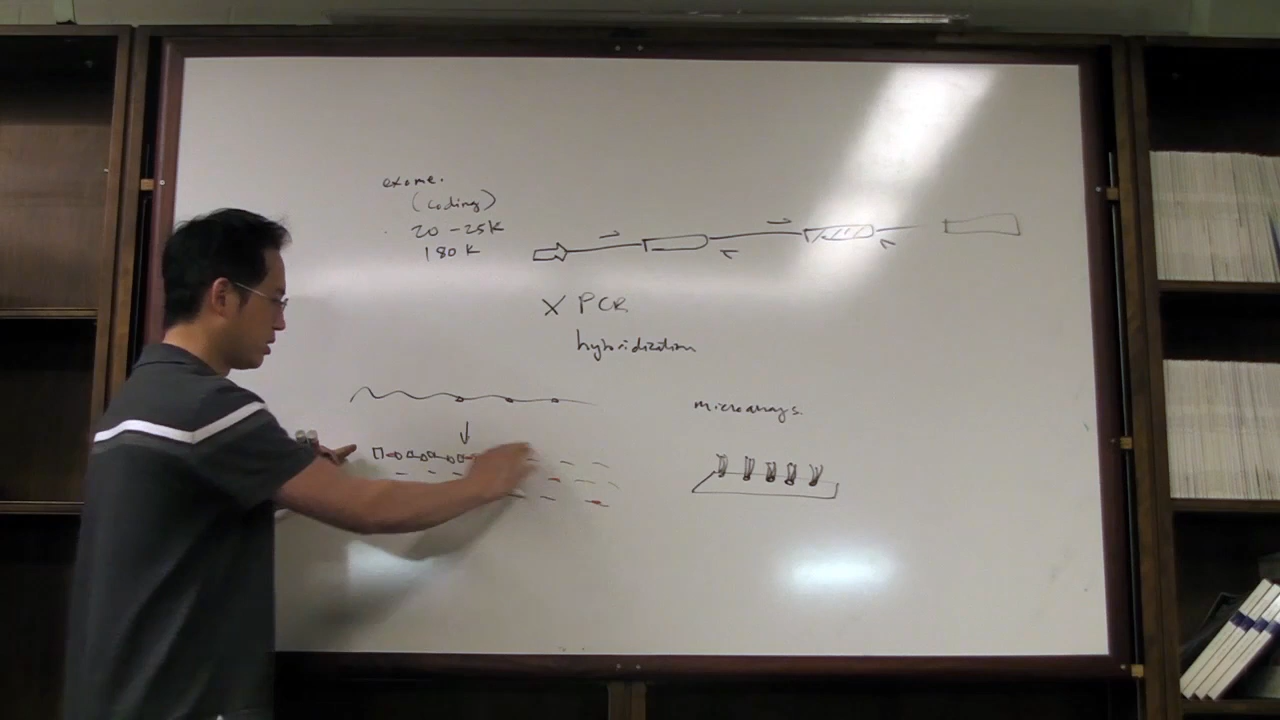 exome.
(coding)
20-25K
180K
X PCR
hybridization
microarrays.